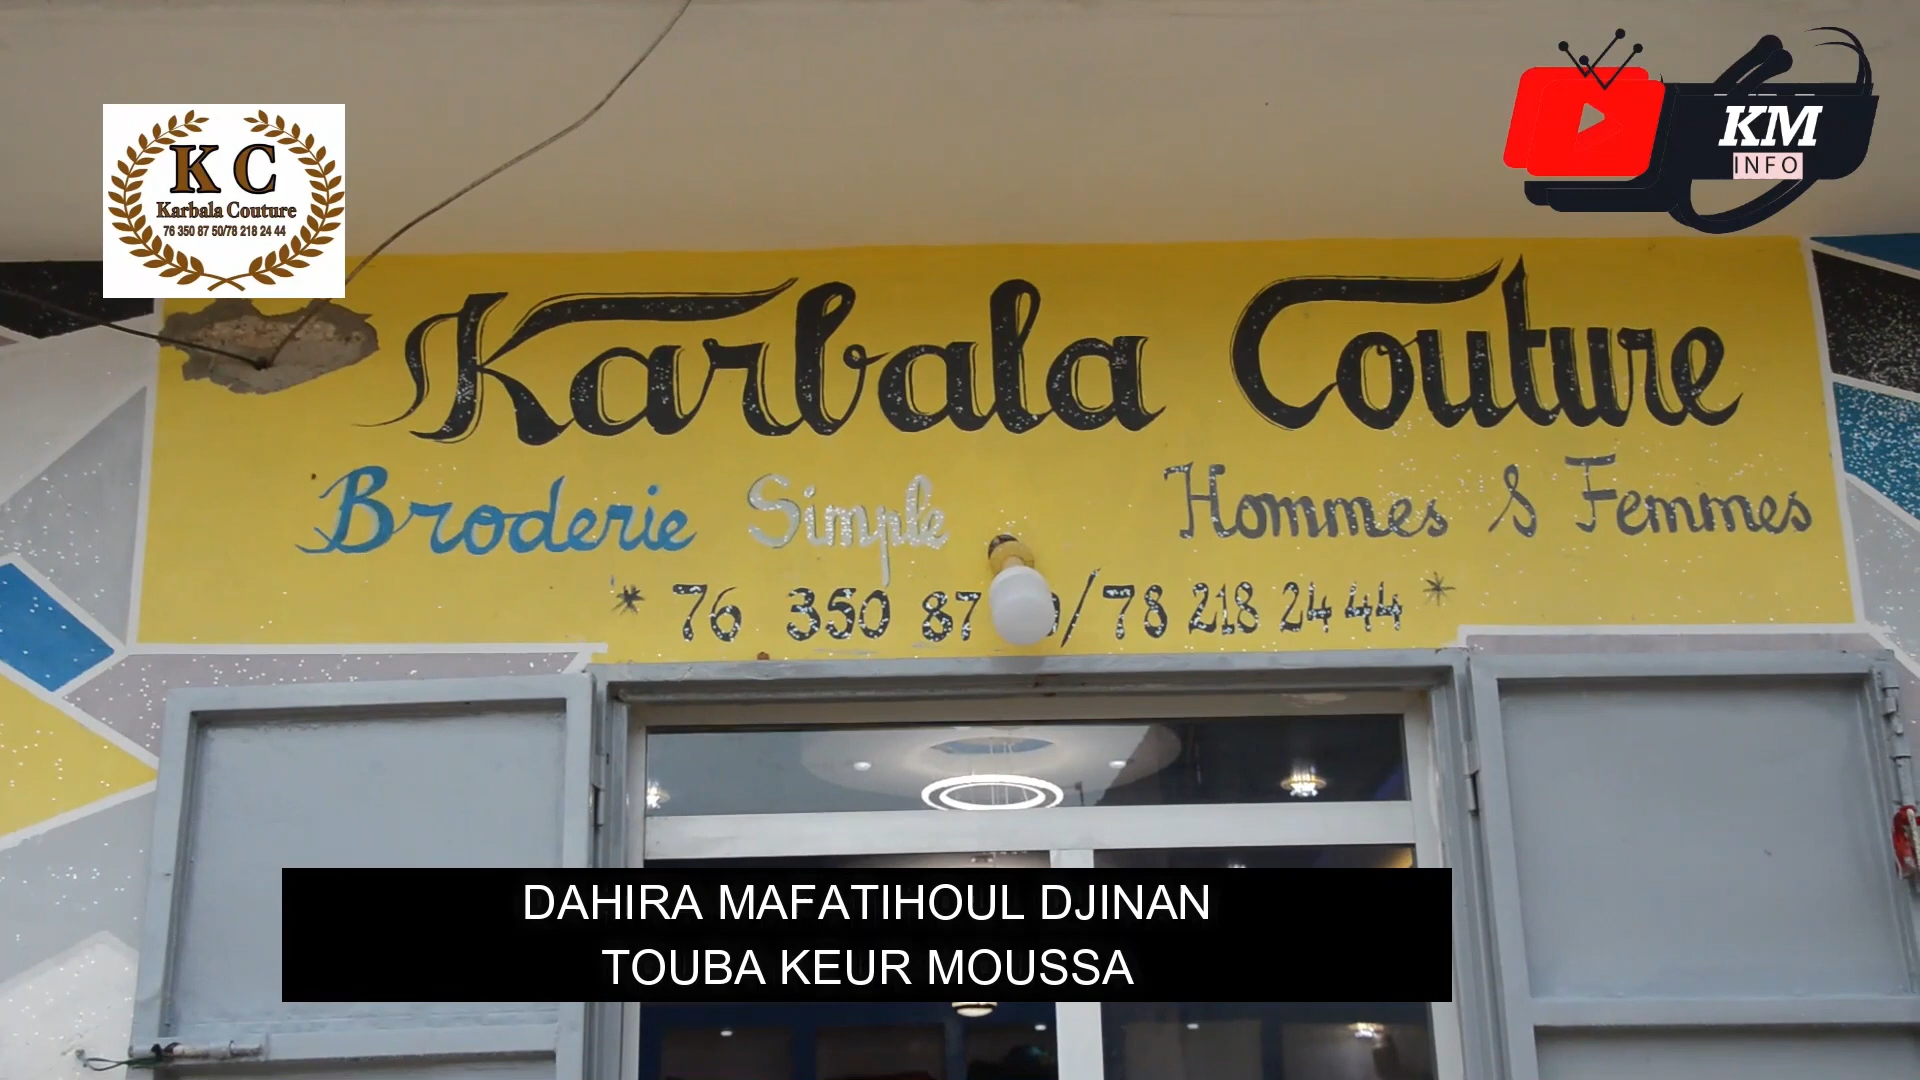 K C
Karbala Couture
76 350 87 50/78 218 24 44
KM
INFO
Karbala Couture
Broderie Simple Hommes & Femmes
* 76 350 87 0/78 218 24 44 *
DAHIRA MAFATIHOUL DJINAN
TOUBA KEUR MOUSSA